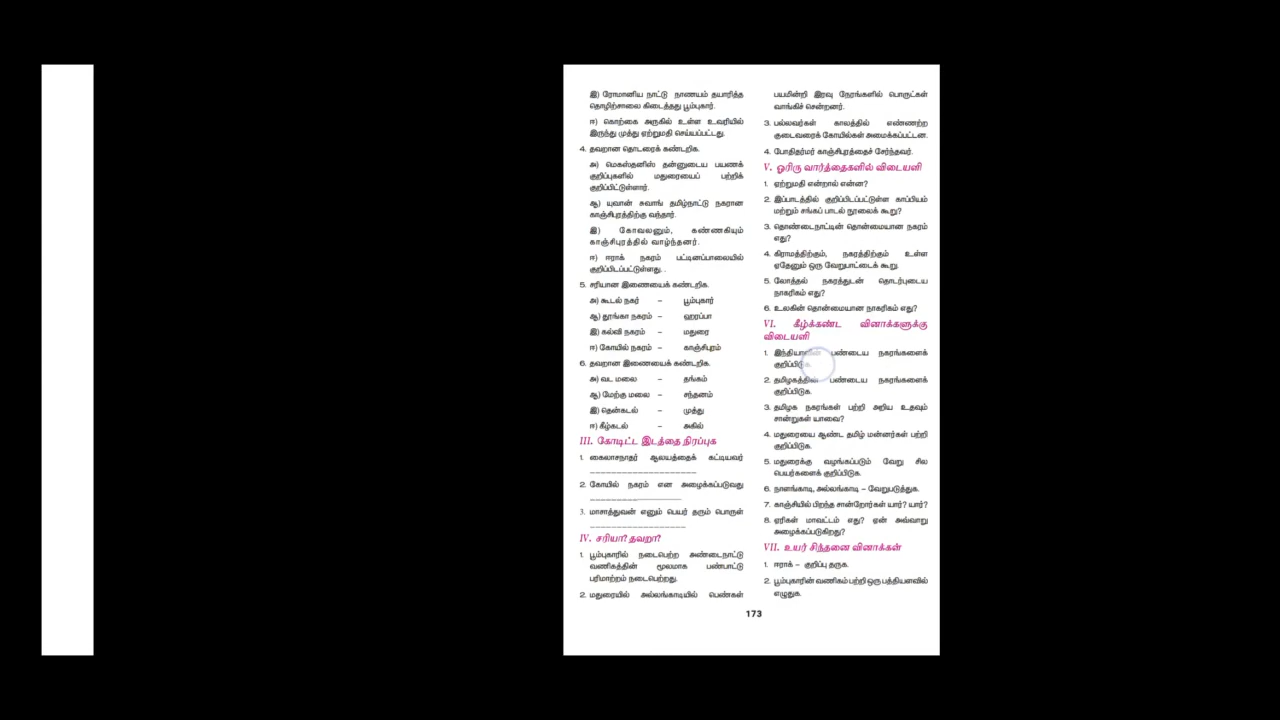 இ) ரோமானிய நாட்டு நாணயம் தயாரித்த
தொழிற்சாலை கிடைத்தது பூம்புகார்.
ஈ) கொற்கை அருகில் உள்ள உவரியில்
இருந்து முத்து ஏற்றுமதி செய்யப்பட்டது.
4. தவறான தொடரைக் கண்டறிக.
அ) மெகஸ்தனிஸ் தன்னுடைய பயணக்
குறிப்புகளில் மதுரையைப் பற்றிக்
குறிப்பிட்டுள்ளார்.
ஆ) யுவான் சுவாங் தமிழ்நாட்டு நகரான
காஞ்சிபுரத்திற்கு வந்தார்.
இ) கோவலனும், கண்ணகியும்
காஞ்சிபுரத்தில் வாழ்ந்தனர்.
ஈ) ஈராக் நகரம் பட்டினப்பாலையில்
குறிப்பிடப்பட்டுள்ளது. .
5. சரியான இணையைக் கண்டறிக.
அ) கூடல் நகர் – பூம்புகார்
ஆ) தூங்கா நகரம் – ஹரப்பா
இ) கல்வி நகரம் – மதுரை
ஈ) கோயில் நகரம் – காஞ்சிபுரம்
6. தவறான இணையைக் கண்டறிக.
அ) வட மலை – தங்கம்
ஆ) மேற்கு மலை – சந்தனம்
இ) தென்கடல் – முத்து
ஈ) கீழ்கடல் – அகில்
III. கோடிட்ட இடத்தை நிரப்புக
1. கைலாசநாதர் ஆலயத்தைக் கட்டியவர்
____________________
2. கோயில் நகரம் என அழைக்கப்படுவது
____________________
3. மாசாத்துவன் எனும் பெயர் தரும் பொருள்
____________________
IV. சரியா? தவறா?
1. பூம்புகாரில் நடைபெற்ற அண்டைநாட்டு
வணிகத்தின் மூலமாக பண்பாட்டு
பரிமாற்றம் நடைபெற்றது.
2. மதுரையில் அல்லங்காடியில் பெண்கள்
பயமின்றி இரவு நேரங்களில் பொருட்கள்
வாங்கிச் சென்றனர்.
3. பல்லவர்கள் காலத்தில் எண்ணற்ற
குடைவரைக் கோயில்கள் அமைக்கப்பட்டன.
4. போதிதர்மர் காஞ்சிபுரத்தைச் சேர்ந்தவர்.
V. ஓரிரு வார்த்தைகளில் விடையளி
1. ஏற்றுமதி என்றால் என்ன?
2. இப்பாடத்தில் குறிப்பிடப்பட்டுள்ள காப்பியம்
மற்றும் சங்கப் பாடல் நூலைக் கூறு?
3. தொண்டைநாட்டின் தொன்மையான நகரம்
எது?
4. கிராமத்திற்கும், நகரத்திற்கும் உள்ள
ஏதேனும் ஒரு வேறுபாட்டைக் கூறு.
5. லோத்தல் நகரத்துடன் தொடர்புடைய
நாகரிகம் எது?
6. உலகின் தொன்மையான நாகரிகம் எது?
VI. கீழ்க்கண்ட வினாக்களுக்கு
விடையளி
1. இந்தியாவின் பண்டைய நகரங்களைக்
குறிப்பிடுக.
2. தமிழகத்தின் பண்டைய நகரங்களைக்
குறிப்பிடுக.
3. தமிழக நகரங்கள் பற்றி அறிய உதவும்
சான்றுகள் யாவை?
4. மதுரையை ஆண்ட தமிழ் மன்னர்கள் பற்றி
குறிப்பிடுக.
5. மதுரைக்கு வழங்கப்படும் வேறு சில
பெயர்களைக் குறிப்பிடுக.
6. நாளங்காடி, அல்லங்காடி – வேறுபடுத்துக.
7. காஞ்சியில் பிறந்த சான்றோர்கள் யார்? யார்?
8. ஏரிகள் மாவட்டம் எது? ஏன் அவ்வாறு
அழைக்கப்படுகிறது?
VII. உயர் சிந்தனை வினாக்கள்
1. ஈராக் – குறிப்பு தருக.
2. பூம்புகாரின் வணிகம் பற்றி ஒரு பத்தியளவில்
எழுதுக.
173